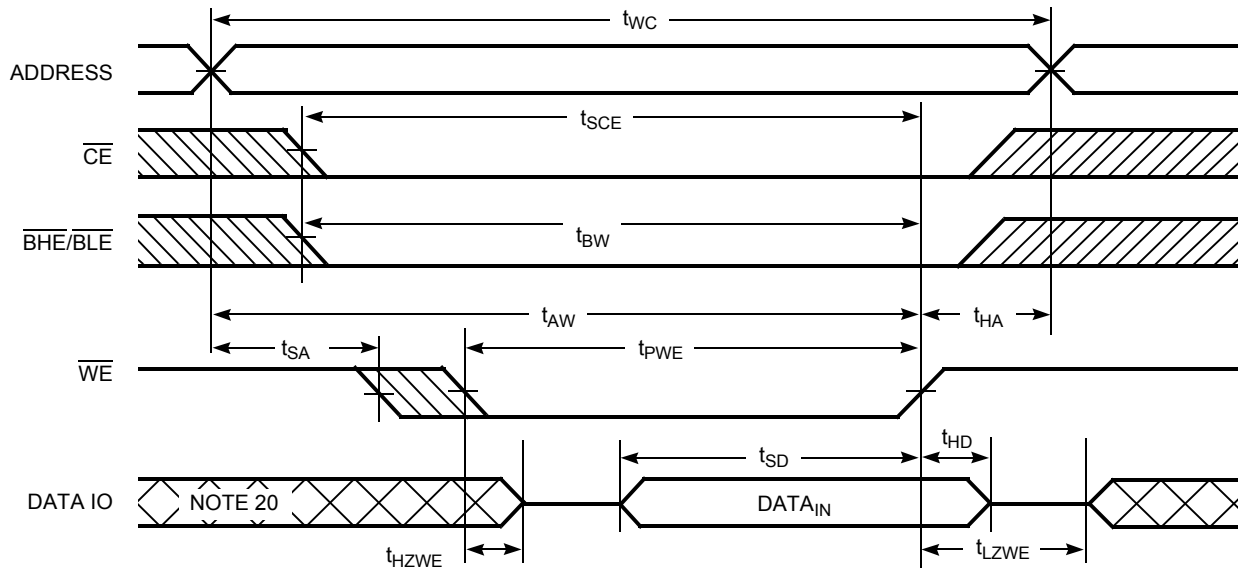 tWC
ADDRESS
tSCE
CE
tBW
BHE/BLE
tAW
tHA
tSA
tPWE
WE
tHD
tSD
DATA IO
NOTE 20
DATAIN
tHZWE
tLZWE